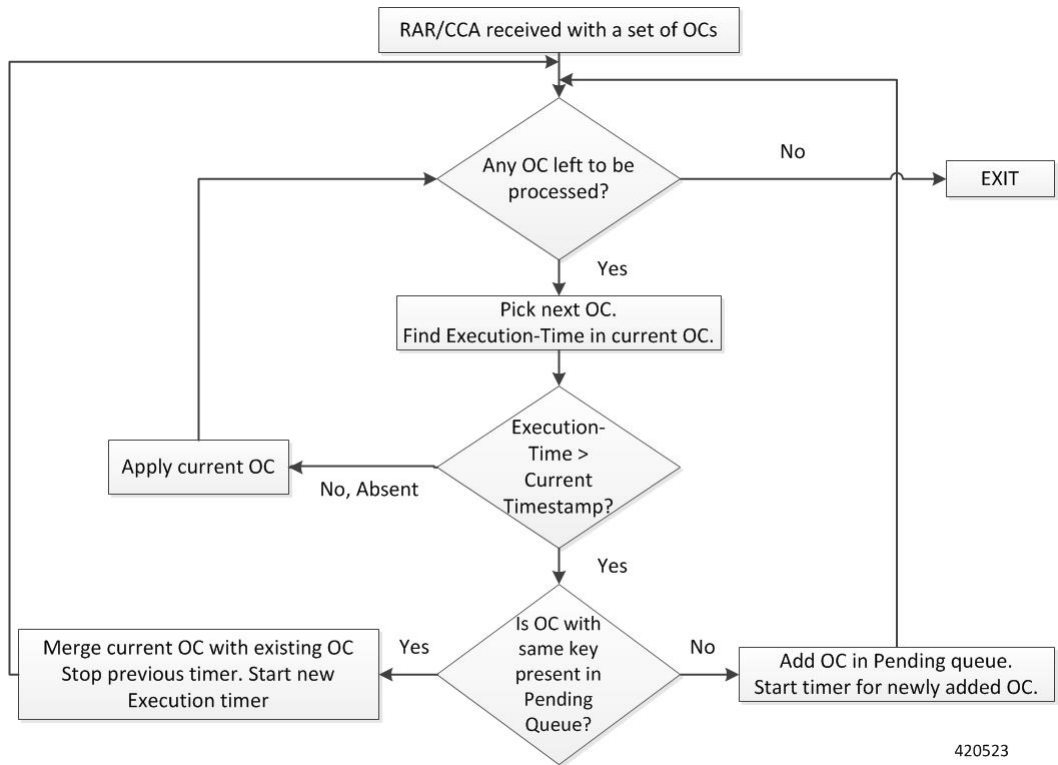 RAR/CCA received with a set of OCs
Any OC left to be
processed?
No
EXIT
Yes
Pick next OC.
Find Execution-Time in current OC.
Execution-
Time >
Current
Timestamp?
Apply current OC
No, Absent
Yes
Is OC with
same key
present in
Pending
Queue?
Yes
No
Merge current OC with existing OC
Stop previous timer. Start new
Execution timer
Add OC in Pending queue.
Start timer for newly added OC.
420523